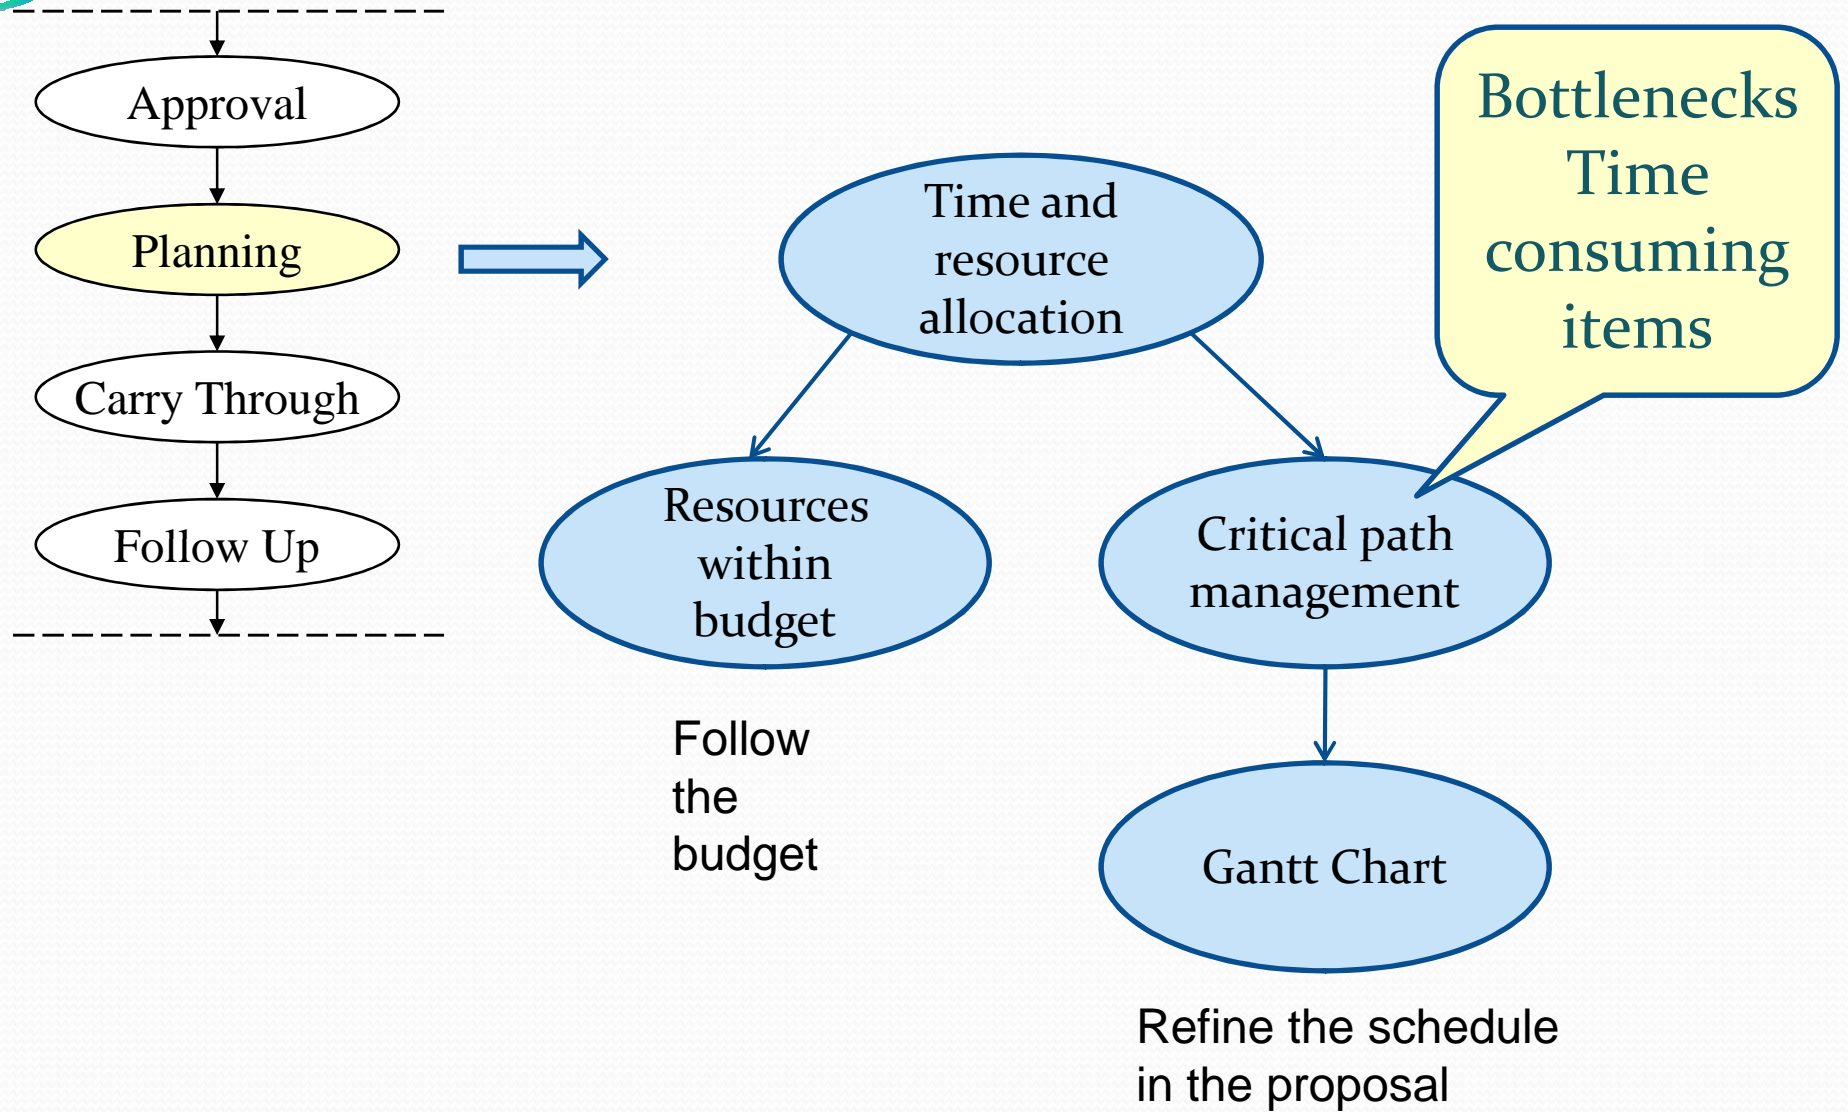 Approval
Planning
Carry Through
Follow Up
Time and
resource
allocation
Bottlenecks
Time
consuming
items
Resources
within
budget
Critical path
management
Follow
the
budget
Gantt Chart
Refine the schedule
in the proposal